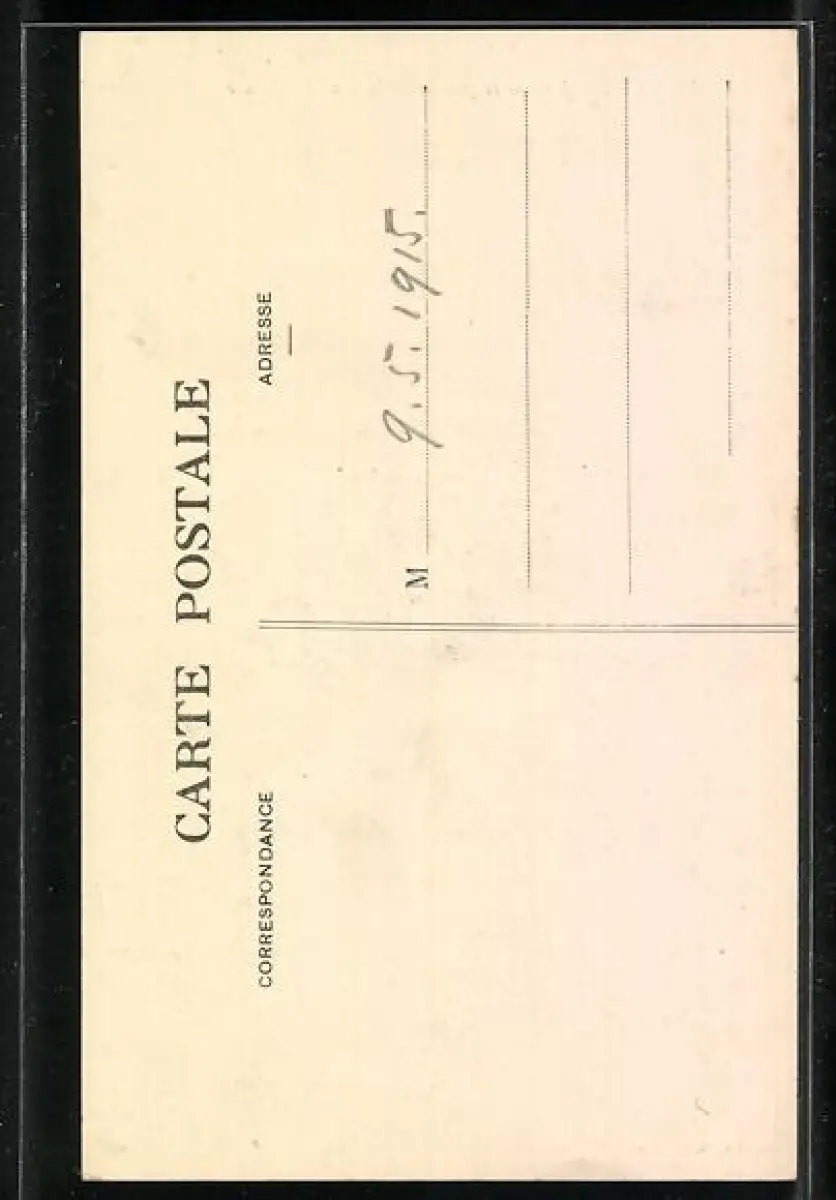 CARTE POSTALE
CORRESPONDANCE
ADRESSE
M 9.5.1915.